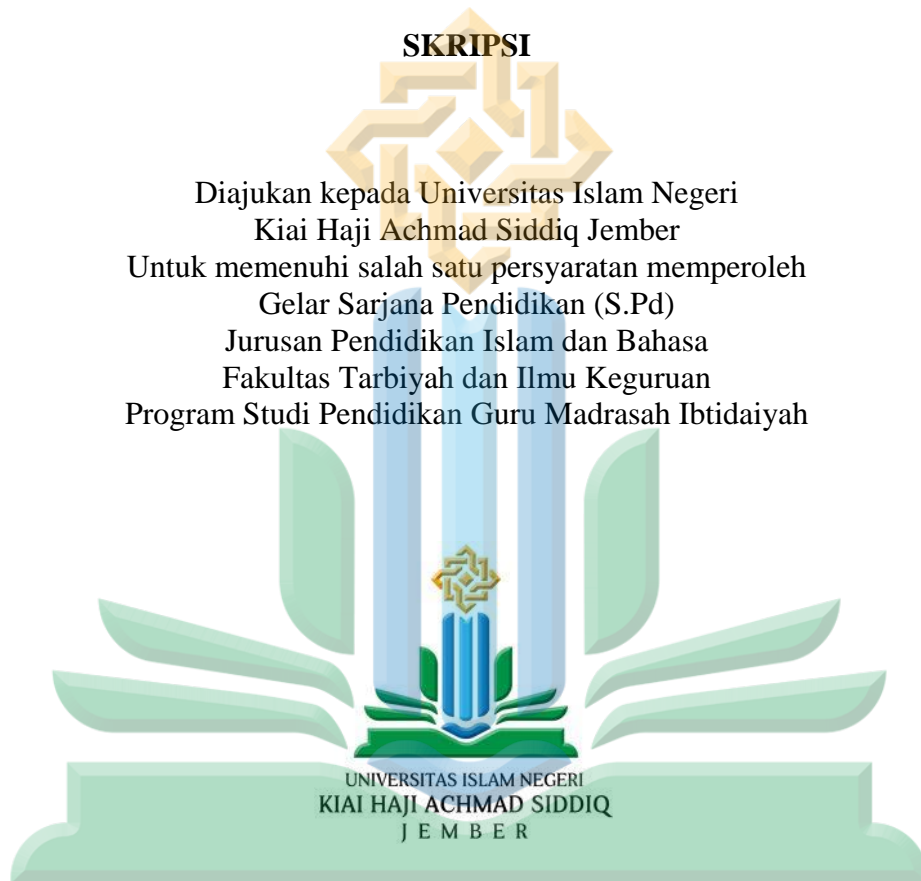 SKRIPSI
Diajukan kepada Universitas Islam Negeri
Kiai Haji Achmad Siddiq Jember
Untuk memenuhi salah satu persyaratan memperoleh
Gelar Sarjana Pendidikan (S.Pd)
Jurusan Pendidikan Islam dan Bahasa
Fakultas Tarbiyah dan Ilmu Keguruan
Program Studi Pendidikan Guru Madrasah Ibtidaiyah
UNIVERSITAS ISLAM NEGERI
KIAI HAJI ACHMAD SIDDIQ
JEMBER